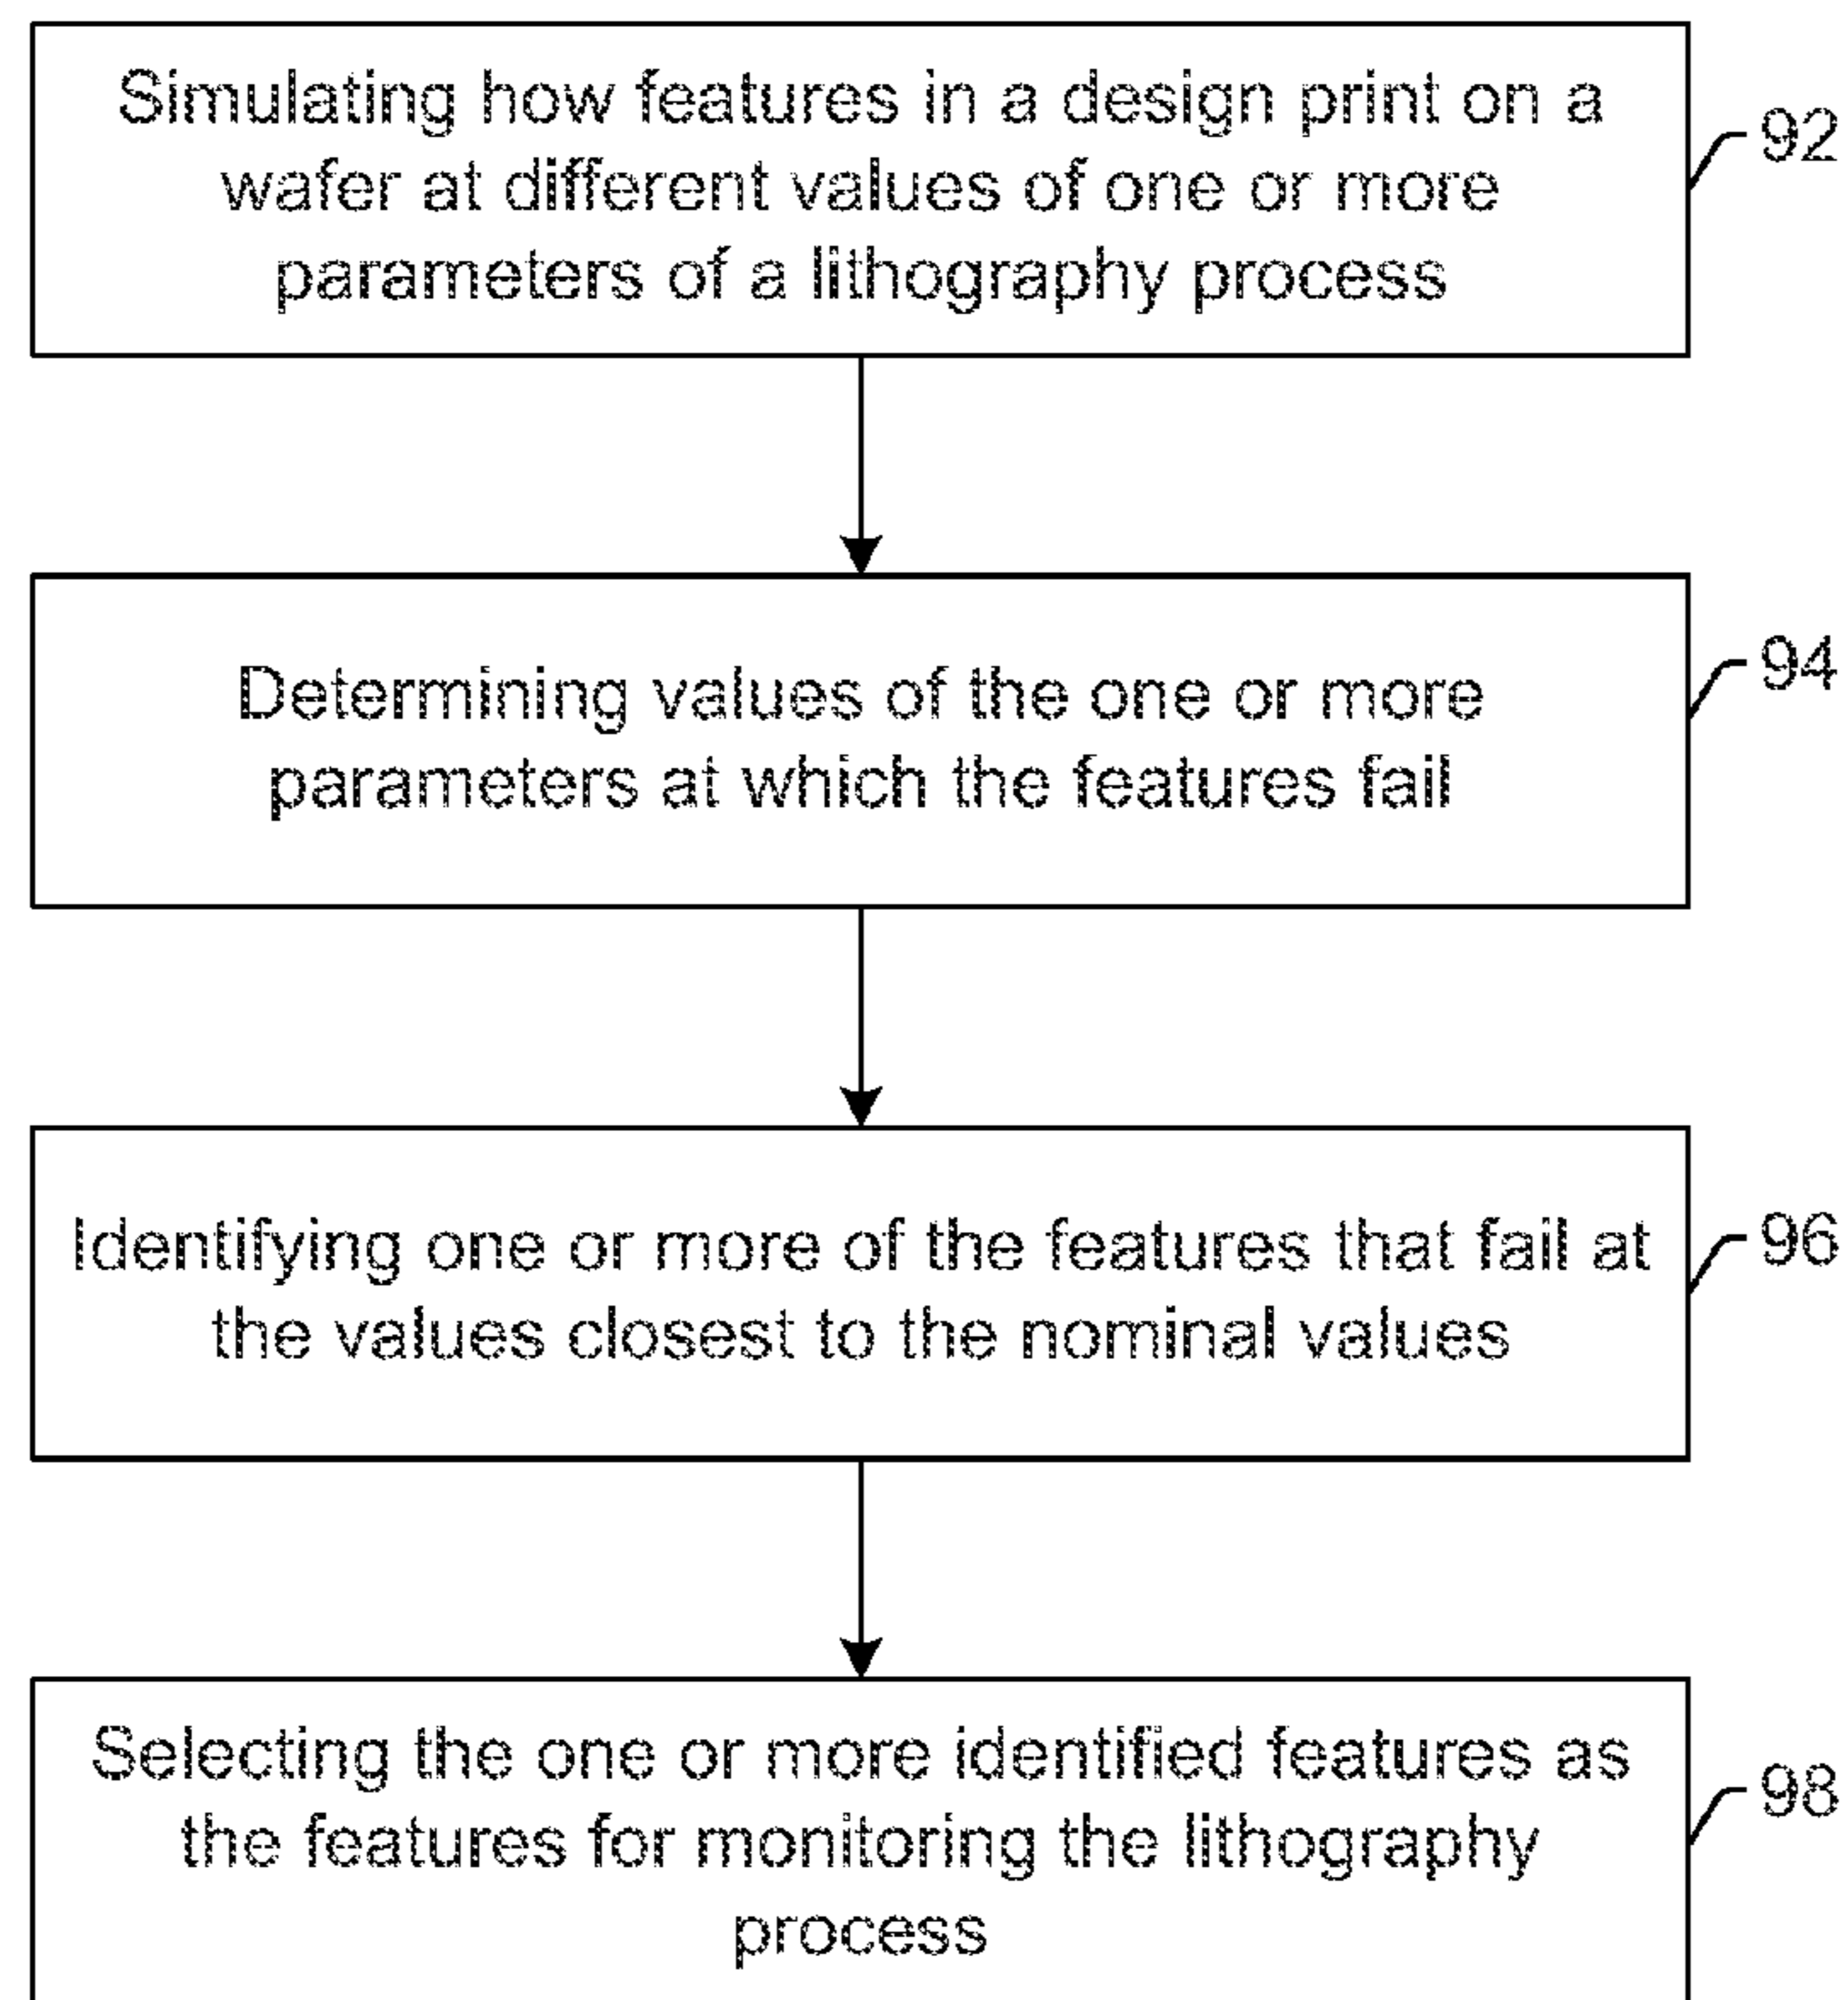 Simulating how features in a design print on a
wafer at different values of one or more
parameters of a lithography process
92
Determining values of the one or more
parameters at which the features fail
94
Identifying one or more of the features that fail at
the values closest to the nominal values
96
Selecting the one or more identified features as
the features for monitoring the lithography
process
98